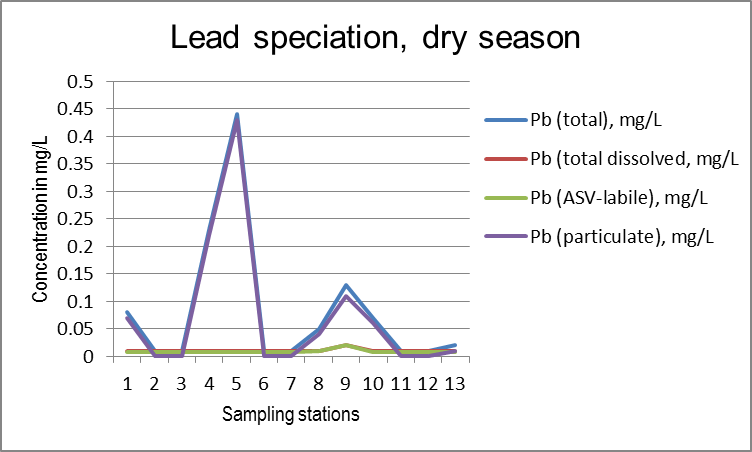 Lead speciation, dry season
0.5
0.45
0.4
0.35
0.3
0.25
0.2
0.15
0.1
0.05
0
Concentration in mg/L
1 2 3 4 5 6 7 8 9 10 11 12 13
Sampling stations
Pb (total), mg/L
Pb (total dissolved, mg/L
Pb (ASV-labile), mg/L
Pb (particulate), mg/L